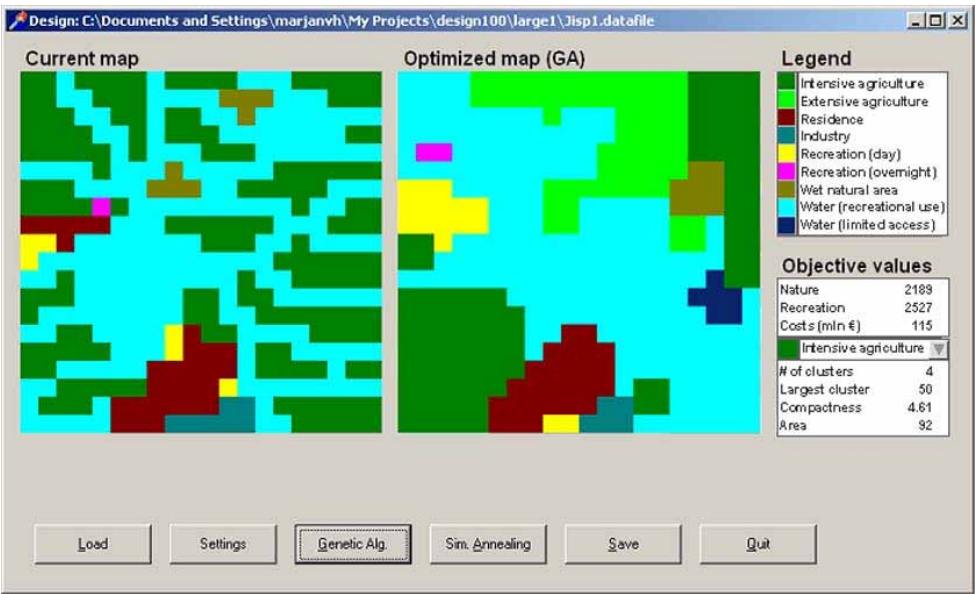 Design: C:\Documents and Settings\marjanvh\My Projects\design100\large1\Jisp1.datafile
Current map
Optimized map (GA)
Legend
Intensive agriculture
Extensive agriculture
Residence
Industry
Recreation (day)
Recreation (overnight)
Wet natural area
Water (recreational use)
Water (limited access)
Objective values
Nature 2189
Recreation 2527
Costs (mln €) 115
Intensive agriculture
# of clusters 4
Largest cluster 50
Compactness 4.61
Area 92
Load
Settings
Genetic Alg.
Sim. Annealing
Save
Quit